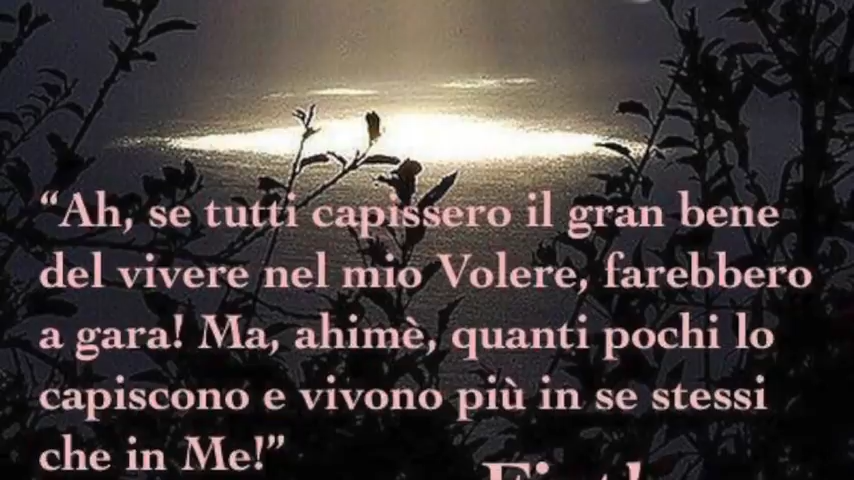 “Ah, se tutti capissero il gran bene
del vivere nel mio Volere, farebbero
a gara! Ma, ahimè, quanti pochi lo
capiscono e vivono più in se stessi
che in Me!”